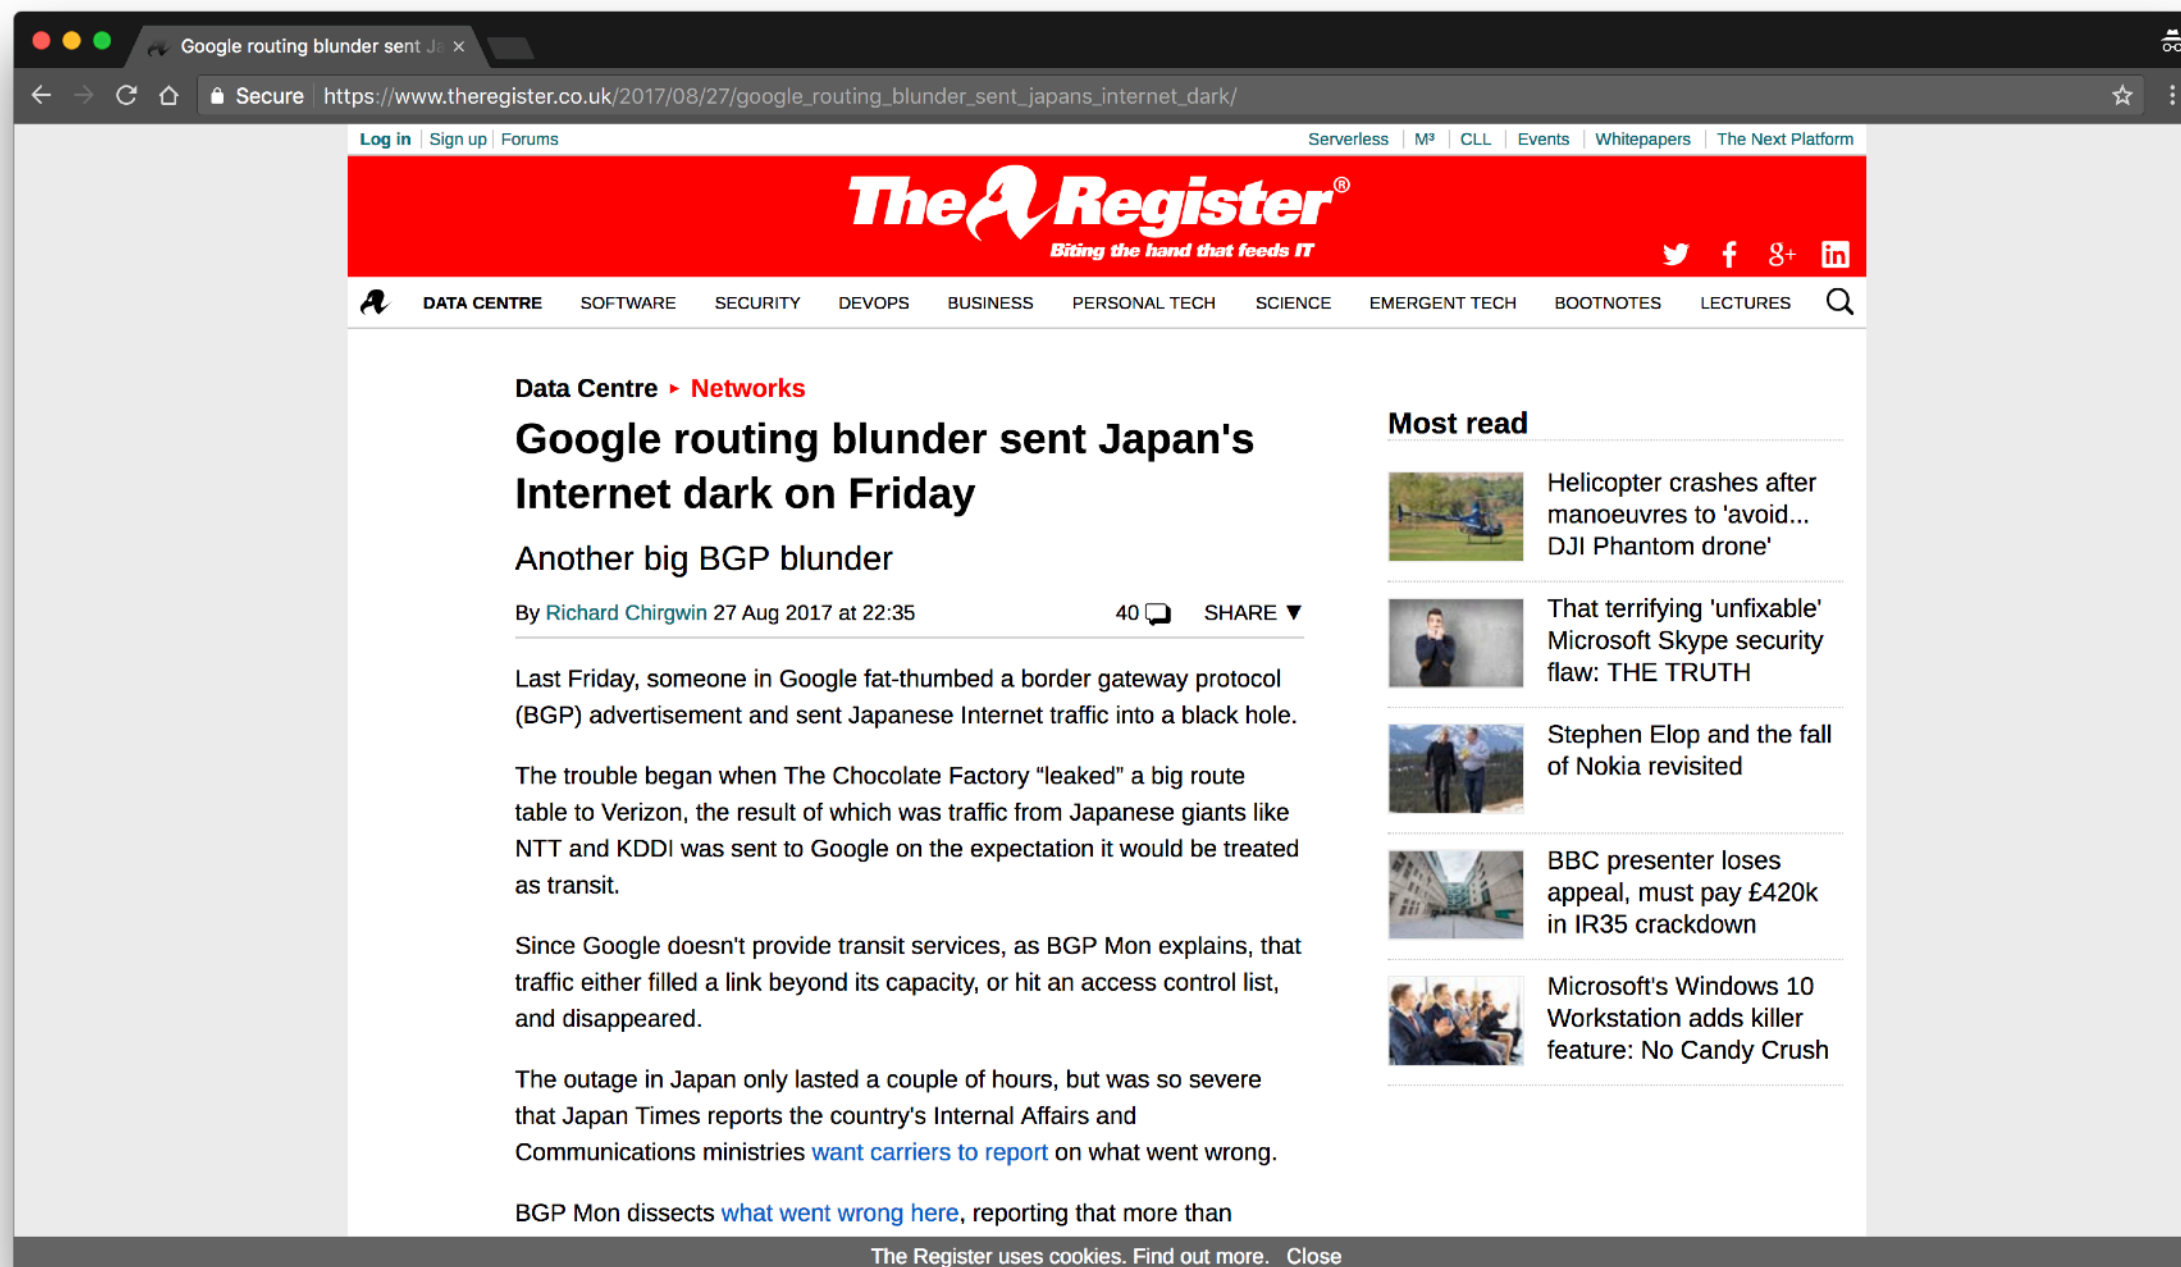 Google routing blunder sent Ja
Secure https://www.theregister.co.uk/2017/08/27/google_routing_blunder_sent_japans_internet_dark/
Log in Sign up Forums
Serverless M³ CLL Events Whitepapers The Next Platform
The Register®
Biting the hand that feeds IT
f 8+ in
DATA CENTRE SOFTWARE SECURITY DEVOPS BUSINESS PERSONAL TECH SCIENCE EMERGENT TECH BOOTNOTES LECTURES
Data Centre ▸ Networks
Google routing blunder sent Japan's
Internet dark on Friday
Another big BGP blunder
By Richard Chirgwin 27 Aug 2017 at 22:35
40 SHARE ▼
Last Friday, someone in Google fat-thumbed a border gateway protocol
(BGP) advertisement and sent Japanese Internet traffic into a black hole.
The trouble began when The Chocolate Factory “leaked” a big route
table to Verizon, the result of which was traffic from Japanese giants like
NTT and KDDI was sent to Google on the expectation it would be treated
as transit.
Since Google doesn't provide transit services, as BGP Mon explains, that
traffic either filled a link beyond its capacity, or hit an access control list,
and disappeared.
The outage in Japan only lasted a couple of hours, but was so severe
that Japan Times reports the country's Internal Affairs and
Communications ministries want carriers to report on what went wrong.
BGP Mon dissects what went wrong here, reporting that more than
Most read
Helicopter crashes after
manoeuvres to 'avoid...
DJI Phantom drone'
That terrifying 'unfixable'
Microsoft Skype security
flaw: THE TRUTH
Stephen Elop and the fall
of Nokia revisited
BBC presenter loses
appeal, must pay £420k
in IR35 crackdown
Microsoft's Windows 10
Workstation adds killer
feature: No Candy Crush
The Register uses cookies. Find out more. Close